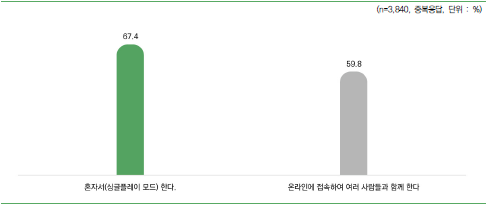 (n=3,840, 중복응답, 단위 : %)
67.4
59.8
혼자서(싱글플레이 모드) 한다.
온라인에 접속하여 여러 사람들과 함께 한다